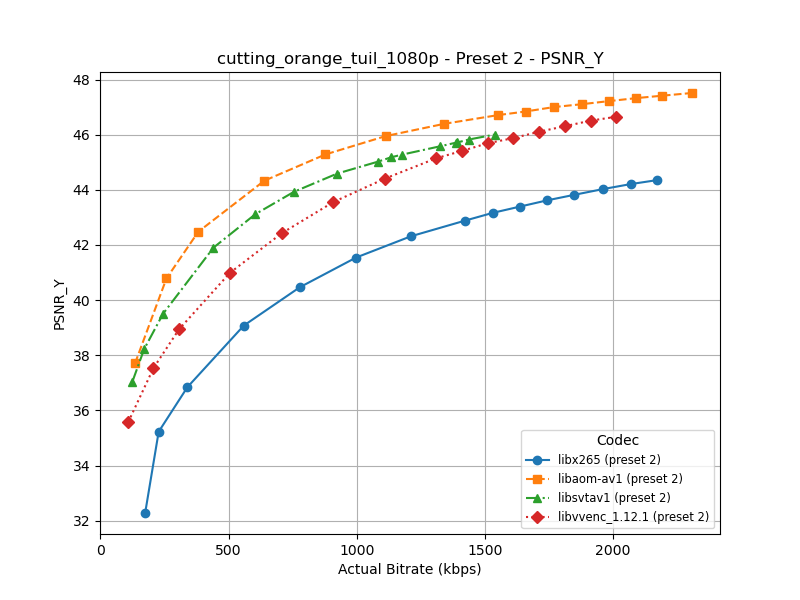 cutting_orange_tuil_1080p - Preset 2 - PSNR_Y
PSNR_Y
48
46
44
42
40
38
36
34
32
0
500
1000
1500
2000
Actual Bitrate (kbps)
Codec
libx265 (preset 2)
libaom-av1 (preset 2)
libsvtav1 (preset 2)
libvvenc_1.12.1 (preset 2)